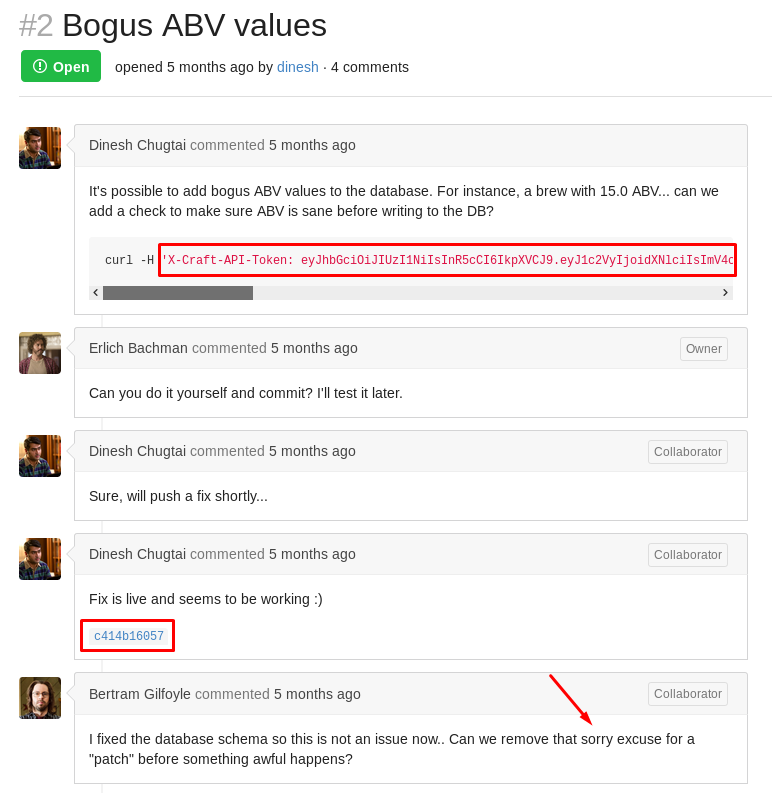 #2 Bogus ABV values
Open opened 5 months ago by dinesh · 4 comments
Dinesh Chugtai commented 5 months ago
It's possible to add bogus ABV values to the database. For instance, a brew with 15.0 ABV... can we
add a check to make sure ABV is sane before writing to the DB?
curl -H 'X-Craft-API-Token: eyJhbGciOiJIUzI1NiIsInR5cCI6IkpXVCJ9.eyJ1c2VyIjoidXNlciIsImV4c
Erlich Bachman commented 5 months ago Owner
Can you do it yourself and commit? I'll test it later.
Dinesh Chugtai commented 5 months ago Collaborator
Sure, will push a fix shortly...
Dinesh Chugtai commented 5 months ago Collaborator
Fix is live and seems to be working :)
c414b16057
Bertram Gilfoyle commented 5 months ago Collaborator
I fixed the database schema so this is not an issue now.. Can we remove that sorry excuse for a
"patch" before something awful happens?